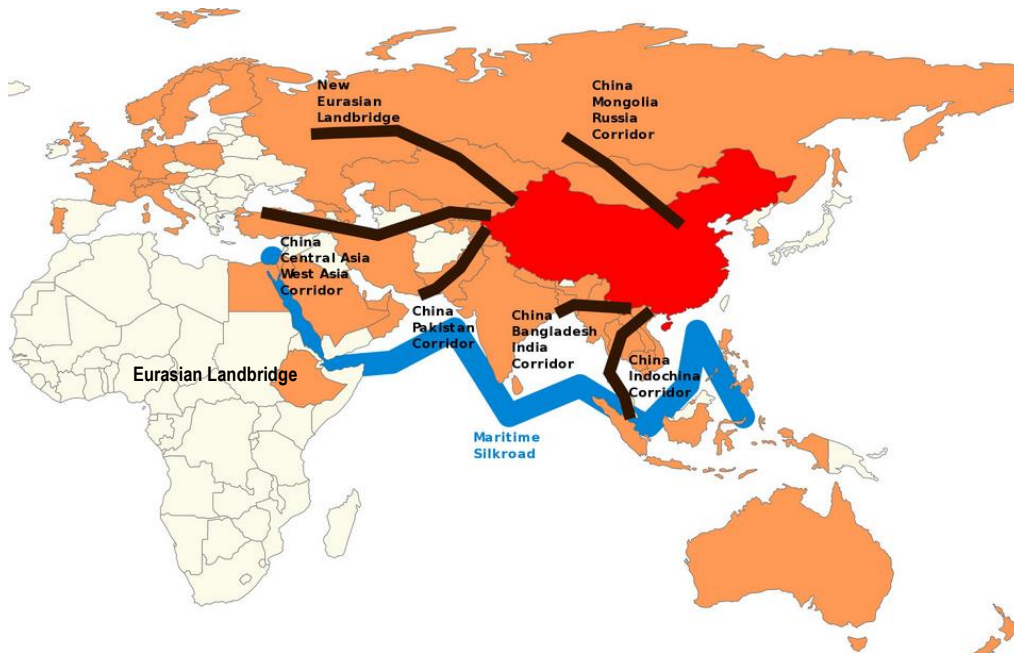 New
Eurasian
Landbridge
China
Mongolia
Russia
Corridor
China
Central Asia
West Asia
Corridor
China
Pakistan
Corridor
China
Bangladesh
India
Corridor
China
Indochina
Corridor
Eurasian Landbridge
Maritime
Silkroad